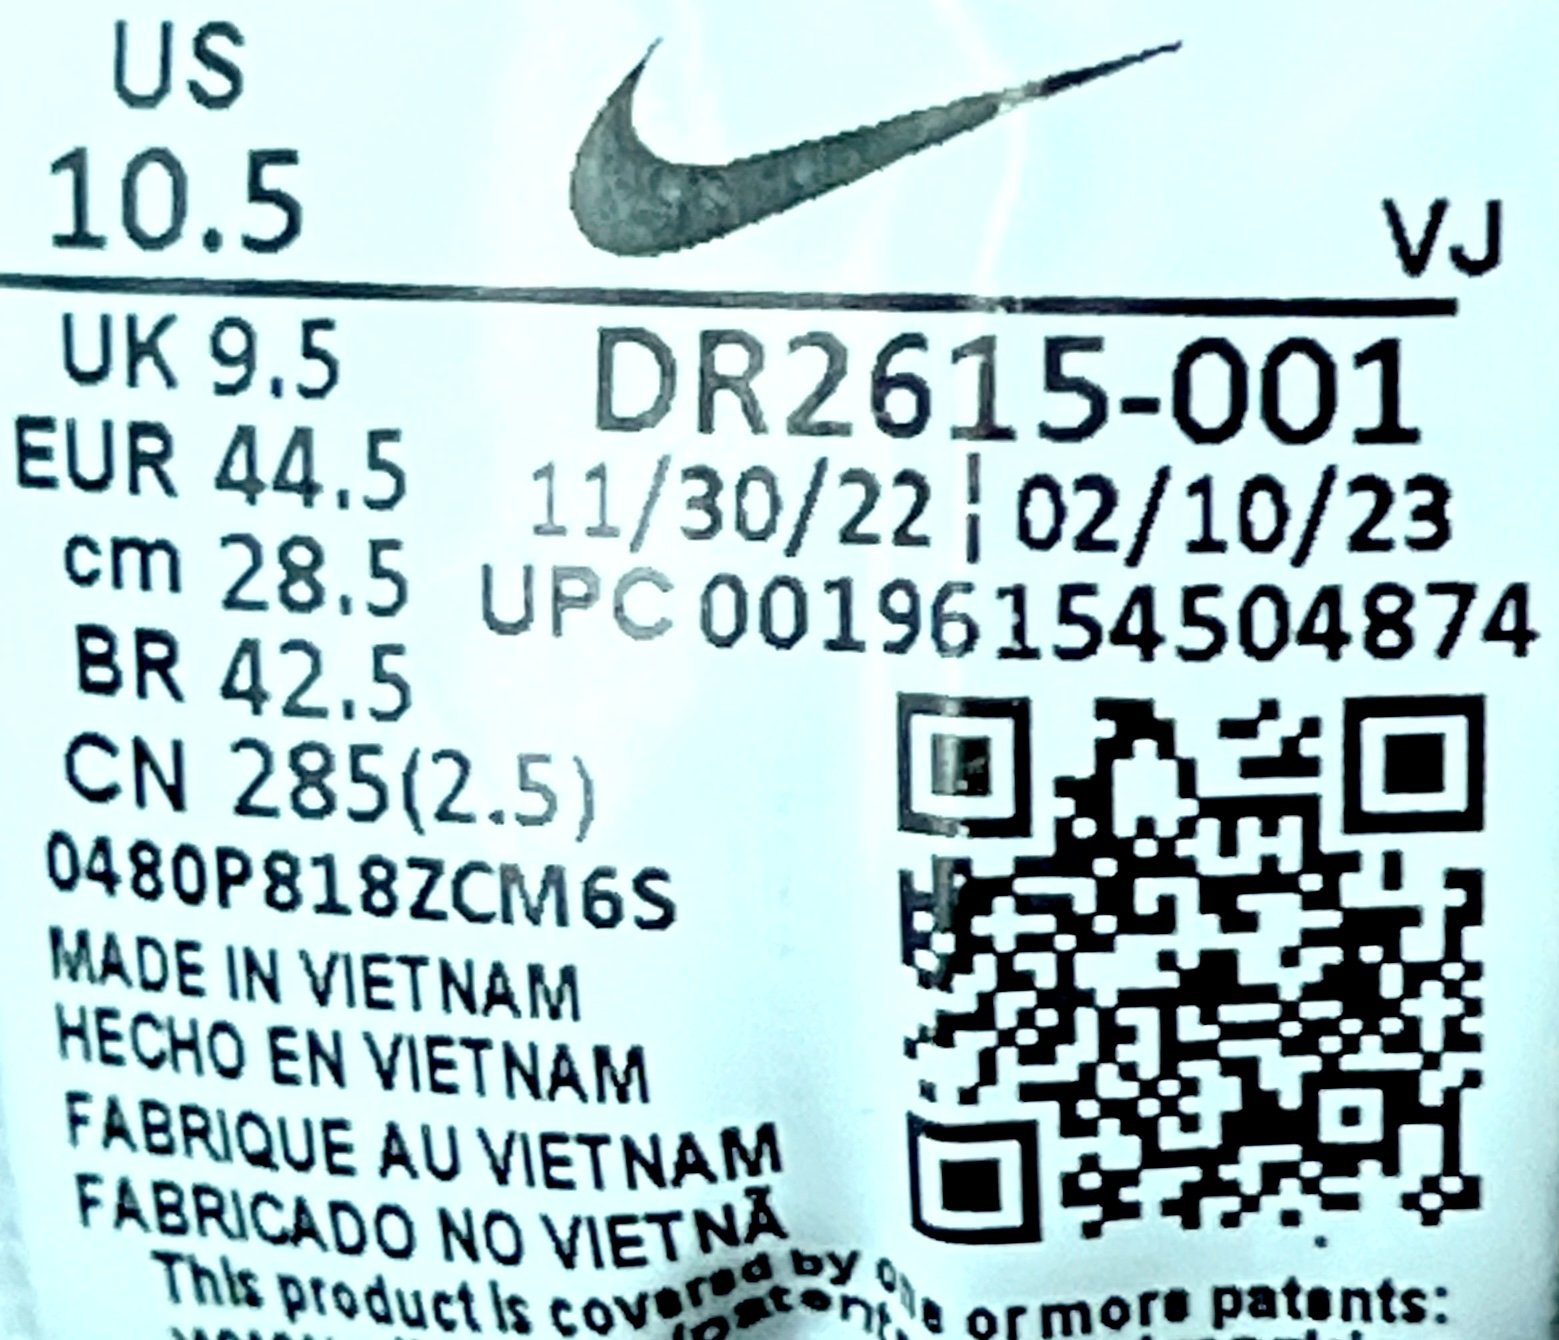 US
10.5
VJ
UK 9.5
EUR 44.5
cm 28.5
BR 42.5
CN 285(2.5)
0480P818ZCM6S
MADE IN VIETNAM
HECHO EN VIETNAM
FABRIQUE AU VIETNAM
FABRICADO NO VIETNÃ
DR2615-001
11/30/22 ¦ 02/10/23
UPC 00196154504874
This product is covered by one or more patents: